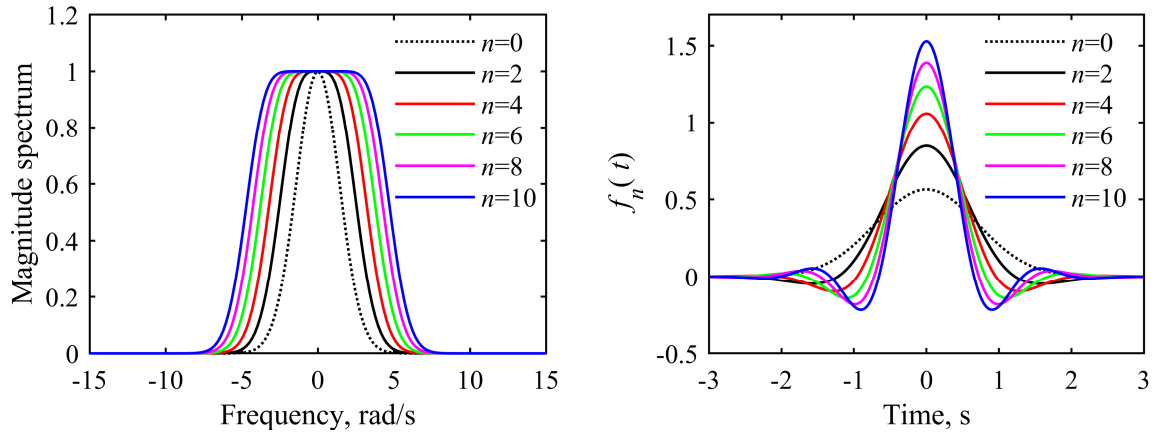 1.2
1
0.8
0.6
0.4
0.2
0
Magnitude spectrum
-15
-10
-5
0
5
10
15
Frequency, rad/s
n=0
n=2
n=4
n=6
n=8
n=10
1.5
1
0.5
0
-0.5
fn(t)
-3
-2
-1
0
1
2
3
Time, s
n=0
n=2
n=4
n=6
n=8
n=10